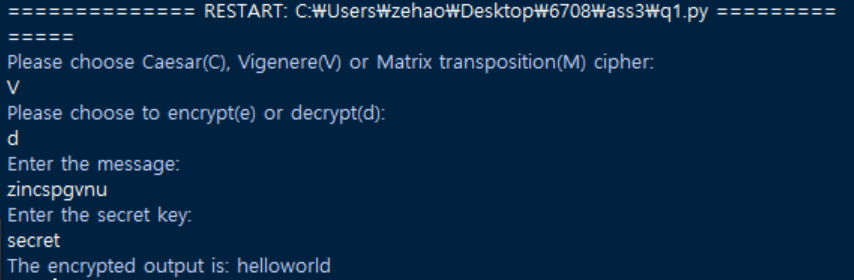 ============== RESTART: C:₩Users₩zehao₩Desktop₩6708₩ass3₩q1.py =========
=====
Please choose Caesar(C), Vigenere(V) or Matrix transposition(M) cipher:
V
Please choose to encrypt(e) or decrypt(d):
d
Enter the message:
zincspgvnu
Enter the secret key:
secret
The encrypted output is: helloworld